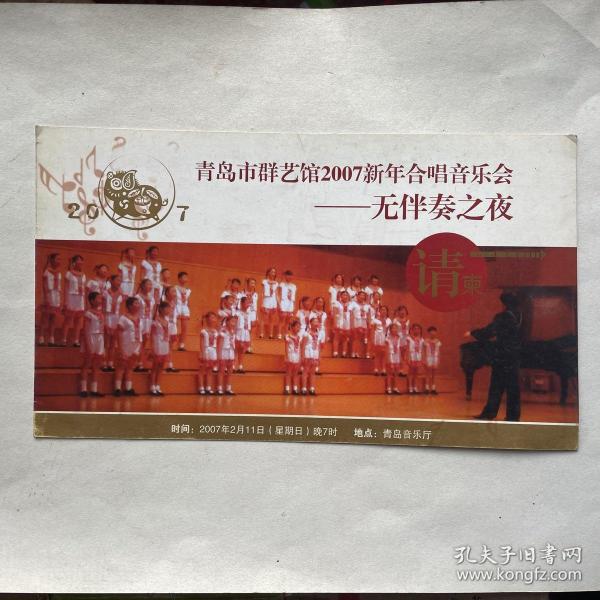 青岛市群艺馆2007新年合唱音乐会
——无伴奏之夜
20 7
请柬
时间：2007年2月11日（星期日）晚7时 地点：青岛音乐厅
孔夫子旧书网
www.kongfz.com